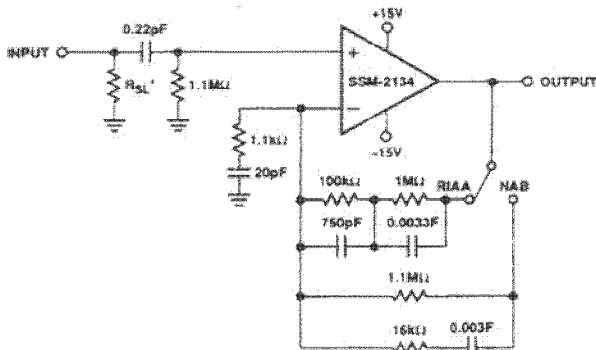 +15V
0.22pF
INPUT
+
SSM-2134
OUTPUT
R_SL*
1.1MΩ
−
−15V
1.1kΩ
20pF
100kΩ
1MΩ
RIAA
NAB
750pF
0.0033F
1.1MΩ
16kΩ
0.003F